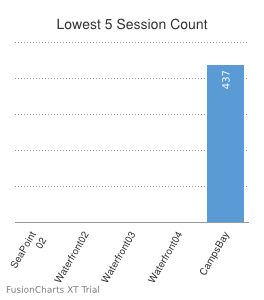 Lowest 5 Session Count
437
SeaPoint
02
Waterfront02
Waterfront03
Waterfront04
CampsBay
FusionCharts XT Trial